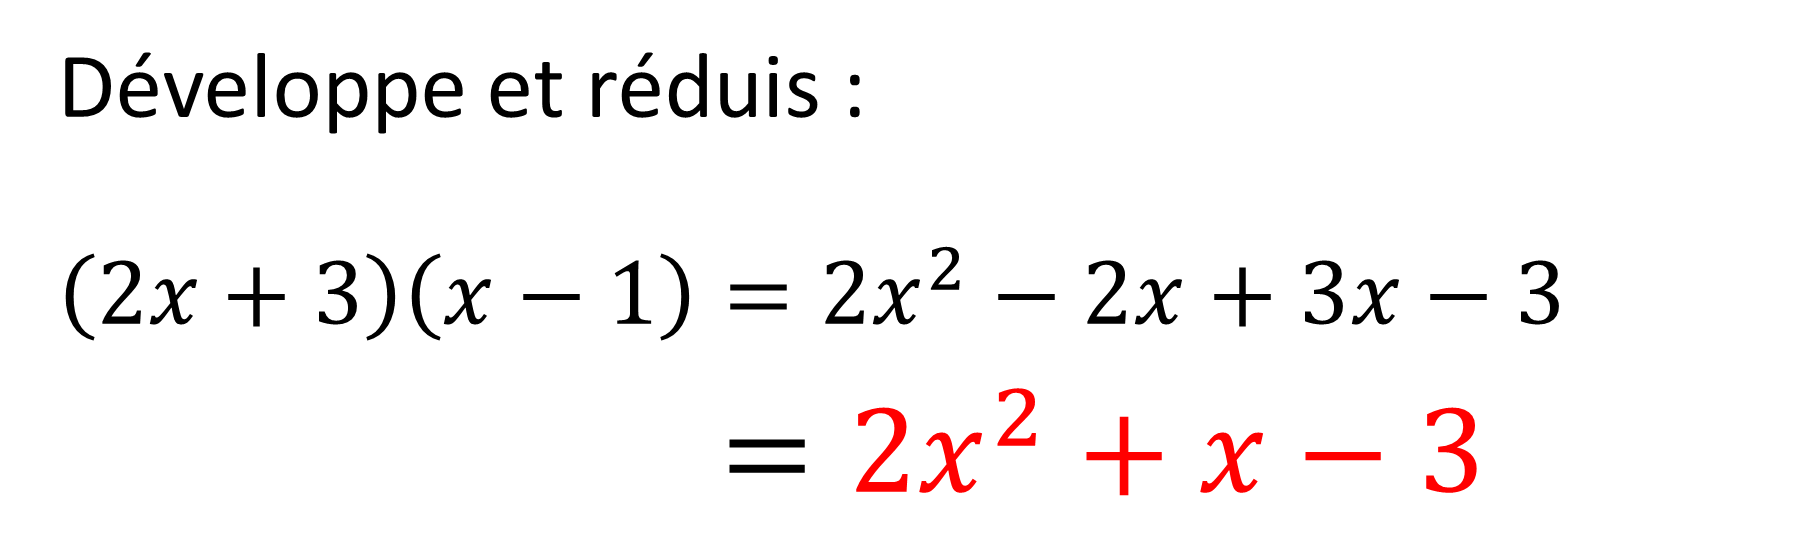 Développe et réduis :
(2x + 3)(x − 1) = 2x² − 2x + 3x − 3
= 2x² + x − 3